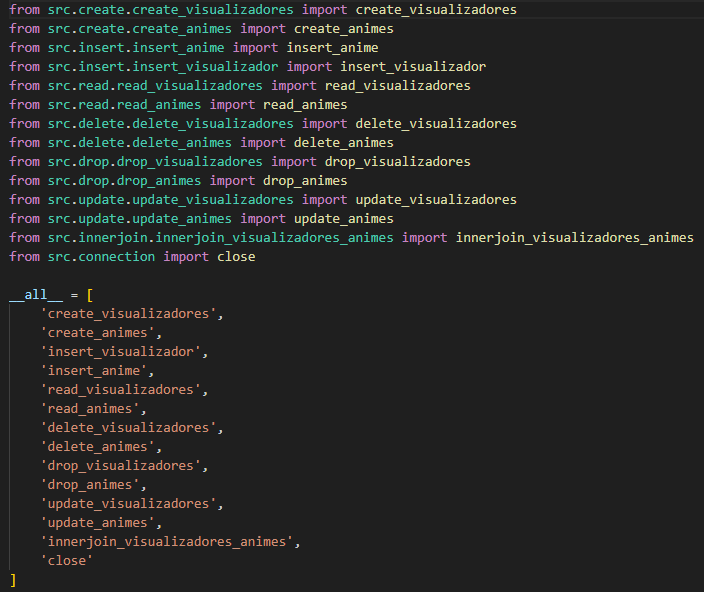 from src.create.create_visualizadores import create_visualizadores
from src.create.create_animes import create_animes
from src.insert.insert_anime import insert_anime
from src.insert.insert_visualizador import insert_visualizador
from src.read.read_visualizadores import read_visualizadores
from src.read.read_animes import read_animes
from src.delete.delete_visualizadores import delete_visualizadores
from src.delete.delete_animes import delete_animes
from src.drop.drop_visualizadores import drop_visualizadores
from src.drop.drop_animes import drop_animes
from src.update.update_visualizadores import update_visualizadores
from src.update.update_animes import update_animes
from src.innerjoin.innerjoin_visualizadores_animes import innerjoin_visualizadores_animes
from src.connection import close

__all__ = [
    'create_visualizadores',
    'create_animes',
    'insert_visualizador',
    'insert_anime',
    'read_visualizadores',
    'read_animes',
    'delete_visualizadores',
    'delete_animes',
    'drop_visualizadores',
    'drop_animes',
    'update_visualizadores',
    'update_animes',
    'innerjoin_visualizadores_animes',
    'close'
]